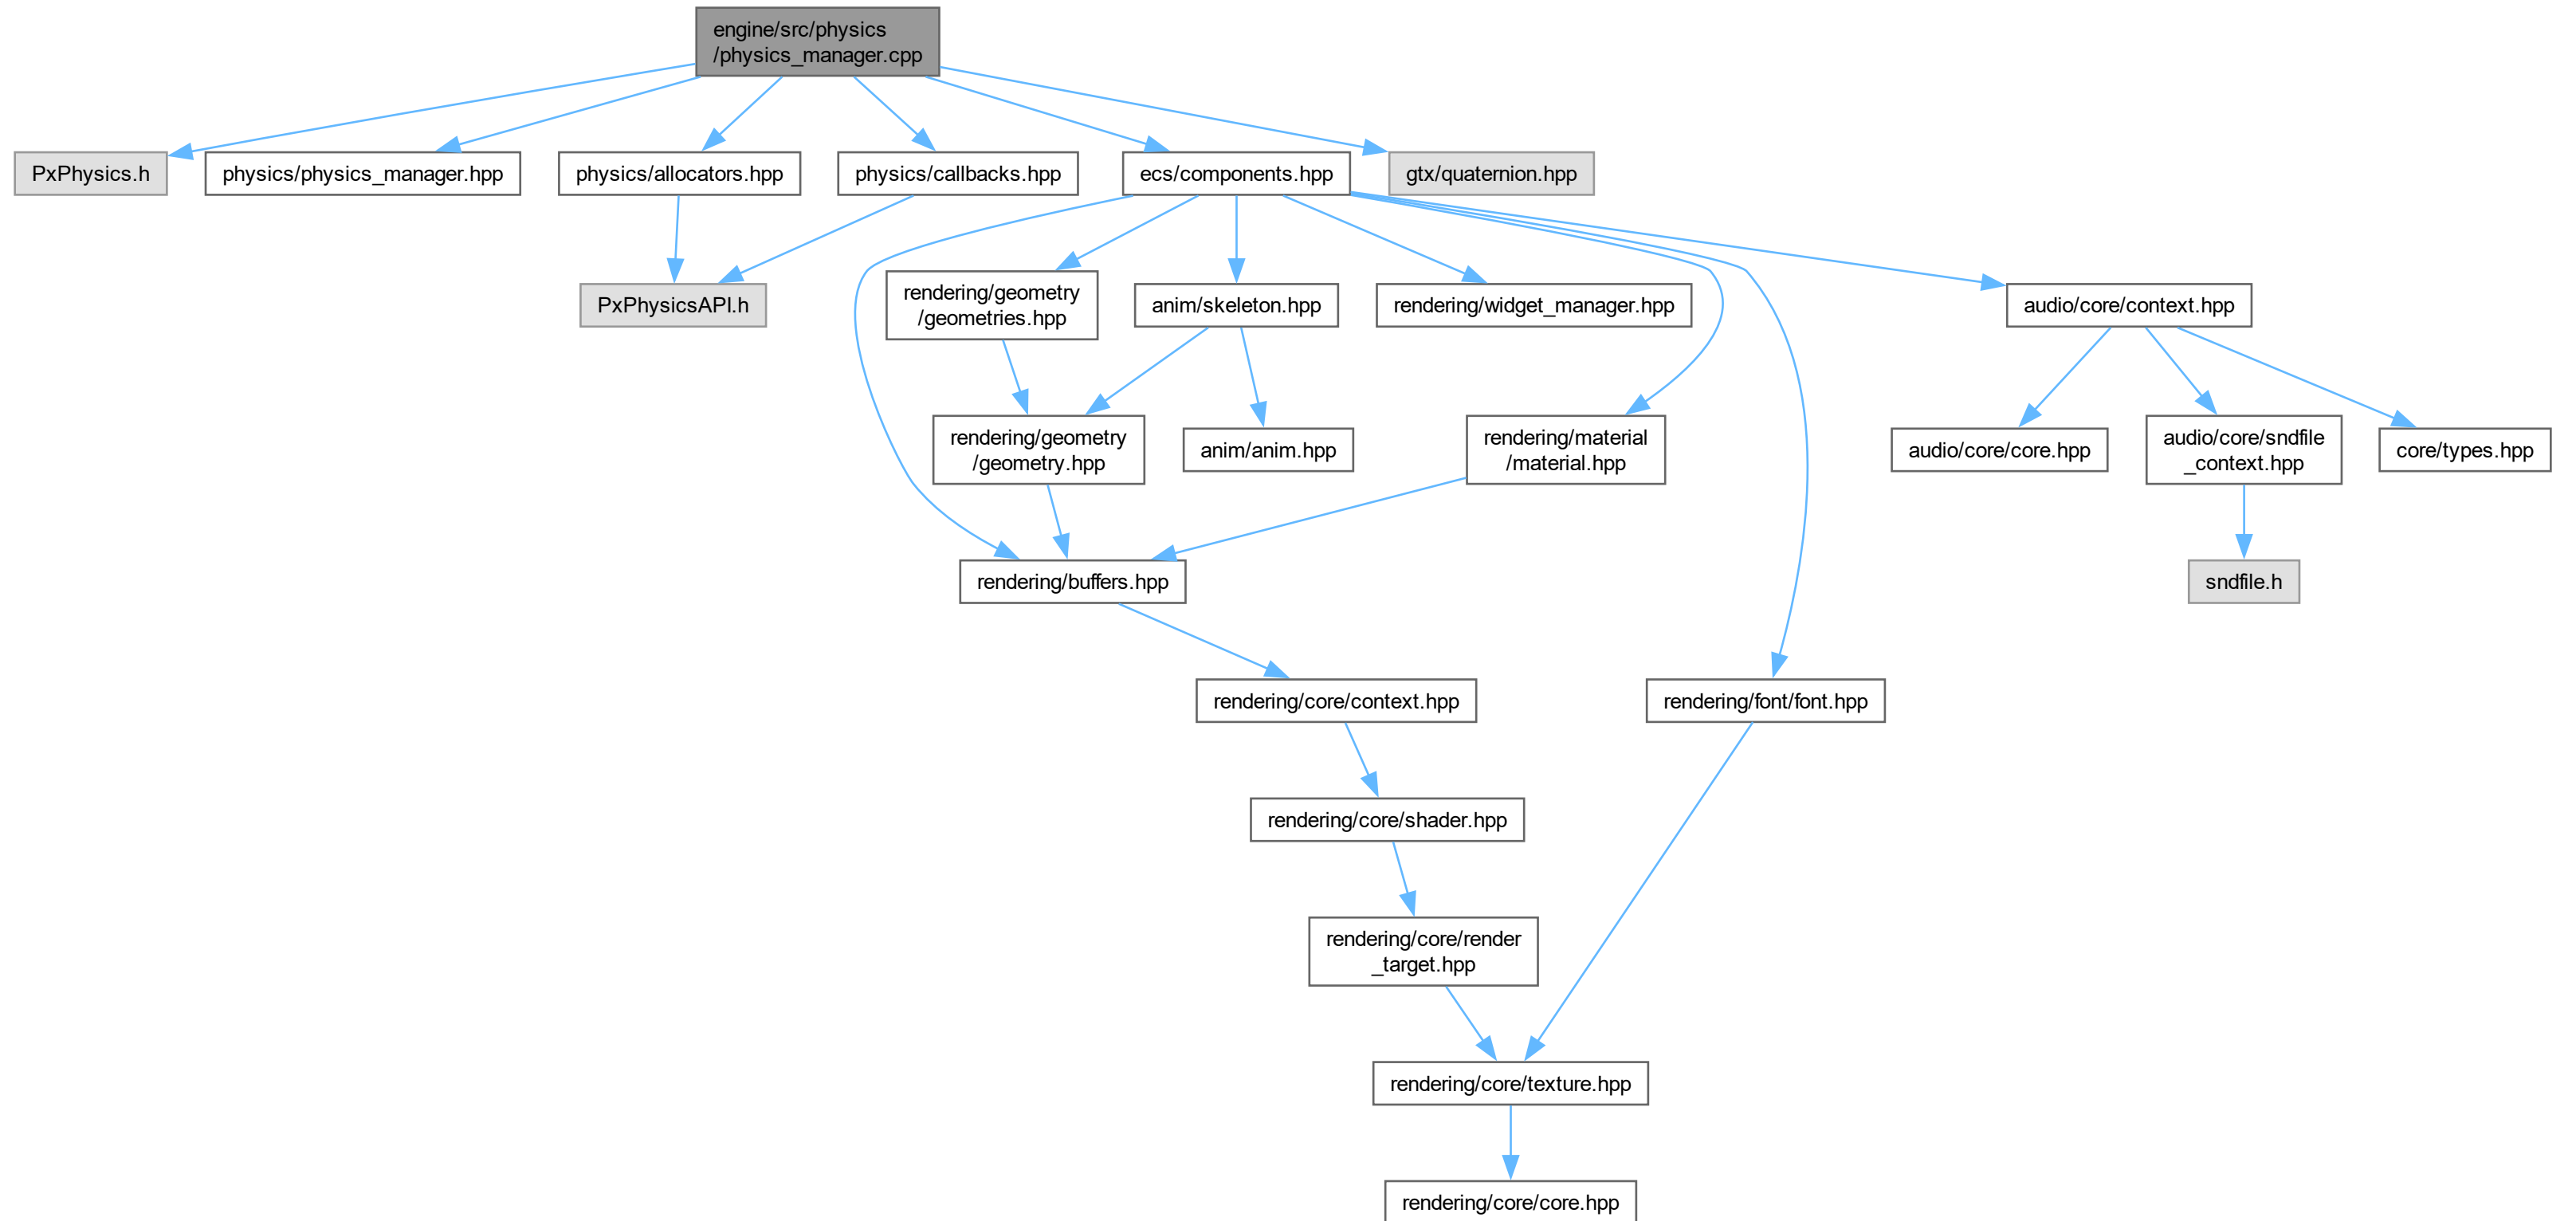 engine/src/physics
/physics_manager.cpp
PxPhysics.h
physics/physics_manager.hpp
physics/allocators.hpp
physics/callbacks.hpp
ecs/components.hpp
gtx/quaternion.hpp
PxPhysicsAPI.h
rendering/geometry
/geometries.hpp
anim/skeleton.hpp
rendering/widget_manager.hpp
audio/core/context.hpp
rendering/geometry
/geometry.hpp
anim/anim.hpp
rendering/material
/material.hpp
audio/core/core.hpp
audio/core/sndfile
_context.hpp
core/types.hpp
rendering/buffers.hpp
sndfile.h
rendering/core/context.hpp
rendering/font/font.hpp
rendering/core/shader.hpp
rendering/core/render
_target.hpp
rendering/core/texture.hpp
rendering/core/core.hpp